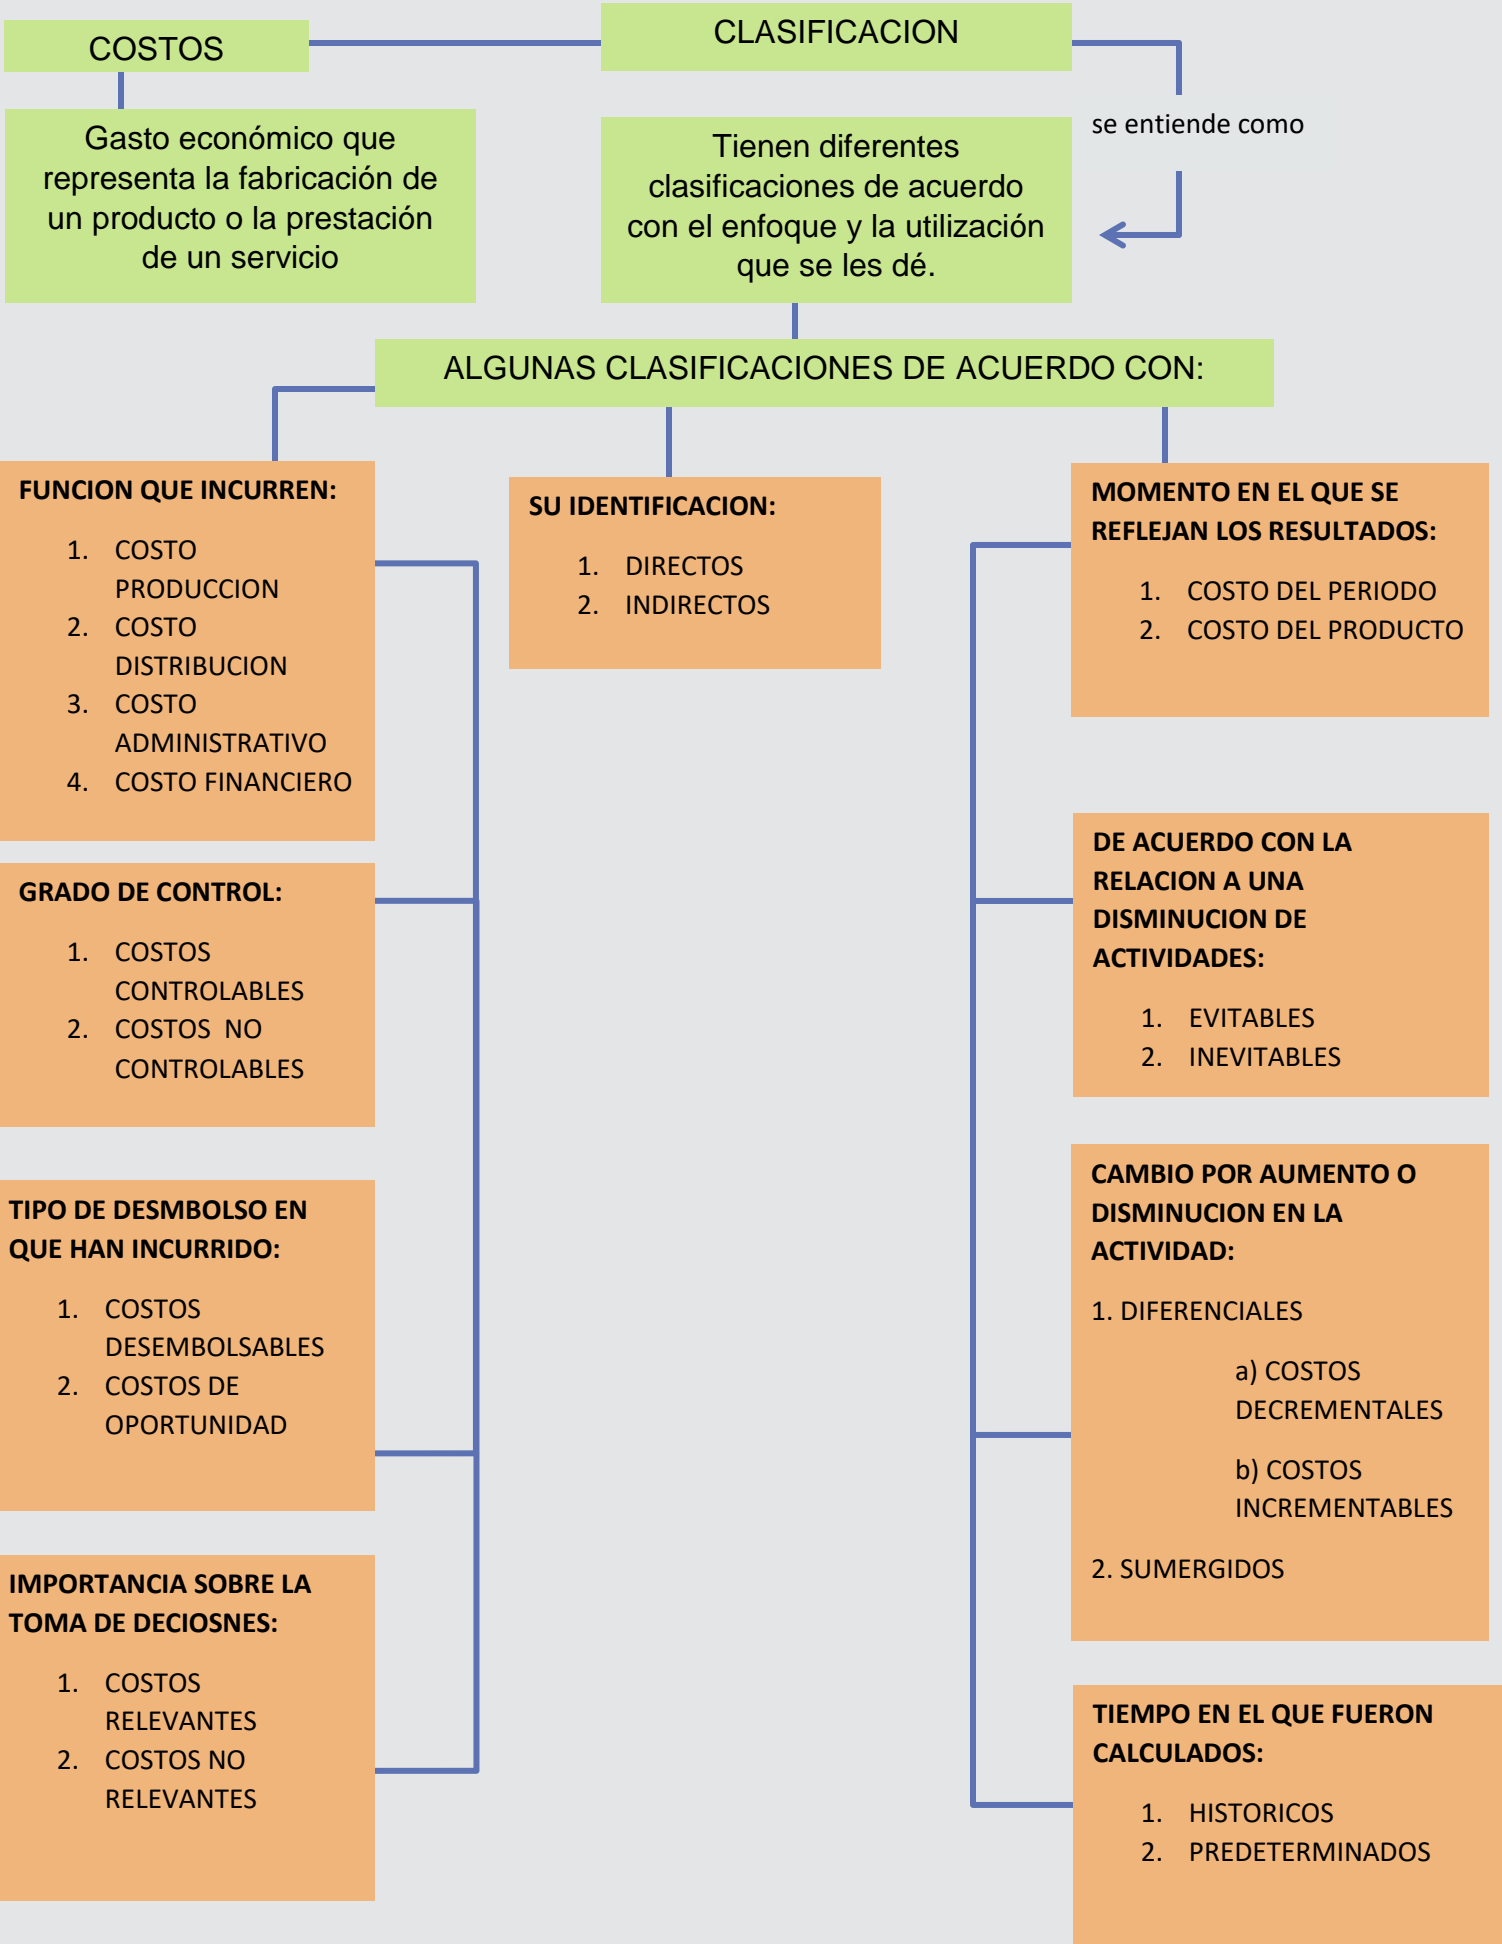 COSTOS
CLASIFICACION
Gasto económico que
representa la fabricación de
un producto o la prestación
de un servicio
Tienen diferentes
clasificaciones de acuerdo
con el enfoque y la utilización
que se les dé.
se entiende como
ALGUNAS CLASIFICACIONES DE ACUERDO CON:
FUNCION QUE INCURREN:
1. COSTO
PRODUCCION
2. COSTO
DISTRIBUCION
3. COSTO
ADMINISTRATIVO
4. COSTO FINANCIERO
GRADO DE CONTROL:
1. COSTOS
CONTROLABLES
2. COSTOS NO
CONTROLABLES
TIPO DE DESMBOLSO EN
QUE HAN INCURRIDO:
1. COSTOS
DESEMBOLSABLES
2. COSTOS DE
OPORTUNIDAD
IMPORTANCIA SOBRE LA
TOMA DE DECIOSNES:
1. COSTOS
RELEVANTES
2. COSTOS NO
RELEVANTES
SU IDENTIFICACION:
1. DIRECTOS
2. INDIRECTOS
MOMENTO EN EL QUE SE
REFLEJAN LOS RESULTADOS:
1. COSTO DEL PERIODO
2. COSTO DEL PRODUCTO
DE ACUERDO CON LA
RELACION A UNA
DISMINUCION DE
ACTIVIDADES:
1. EVITABLES
2. INEVITABLES
CAMBIO POR AUMENTO O
DISMINUCION EN LA
ACTIVIDAD:
1. DIFERENCIALES
a) COSTOS
DECREMENTALES
b) COSTOS
INCREMENTABLES
2. SUMERGIDOS
TIEMPO EN EL QUE FUERON
CALCULADOS:
1. HISTORICOS
2. PREDETERMINADOS